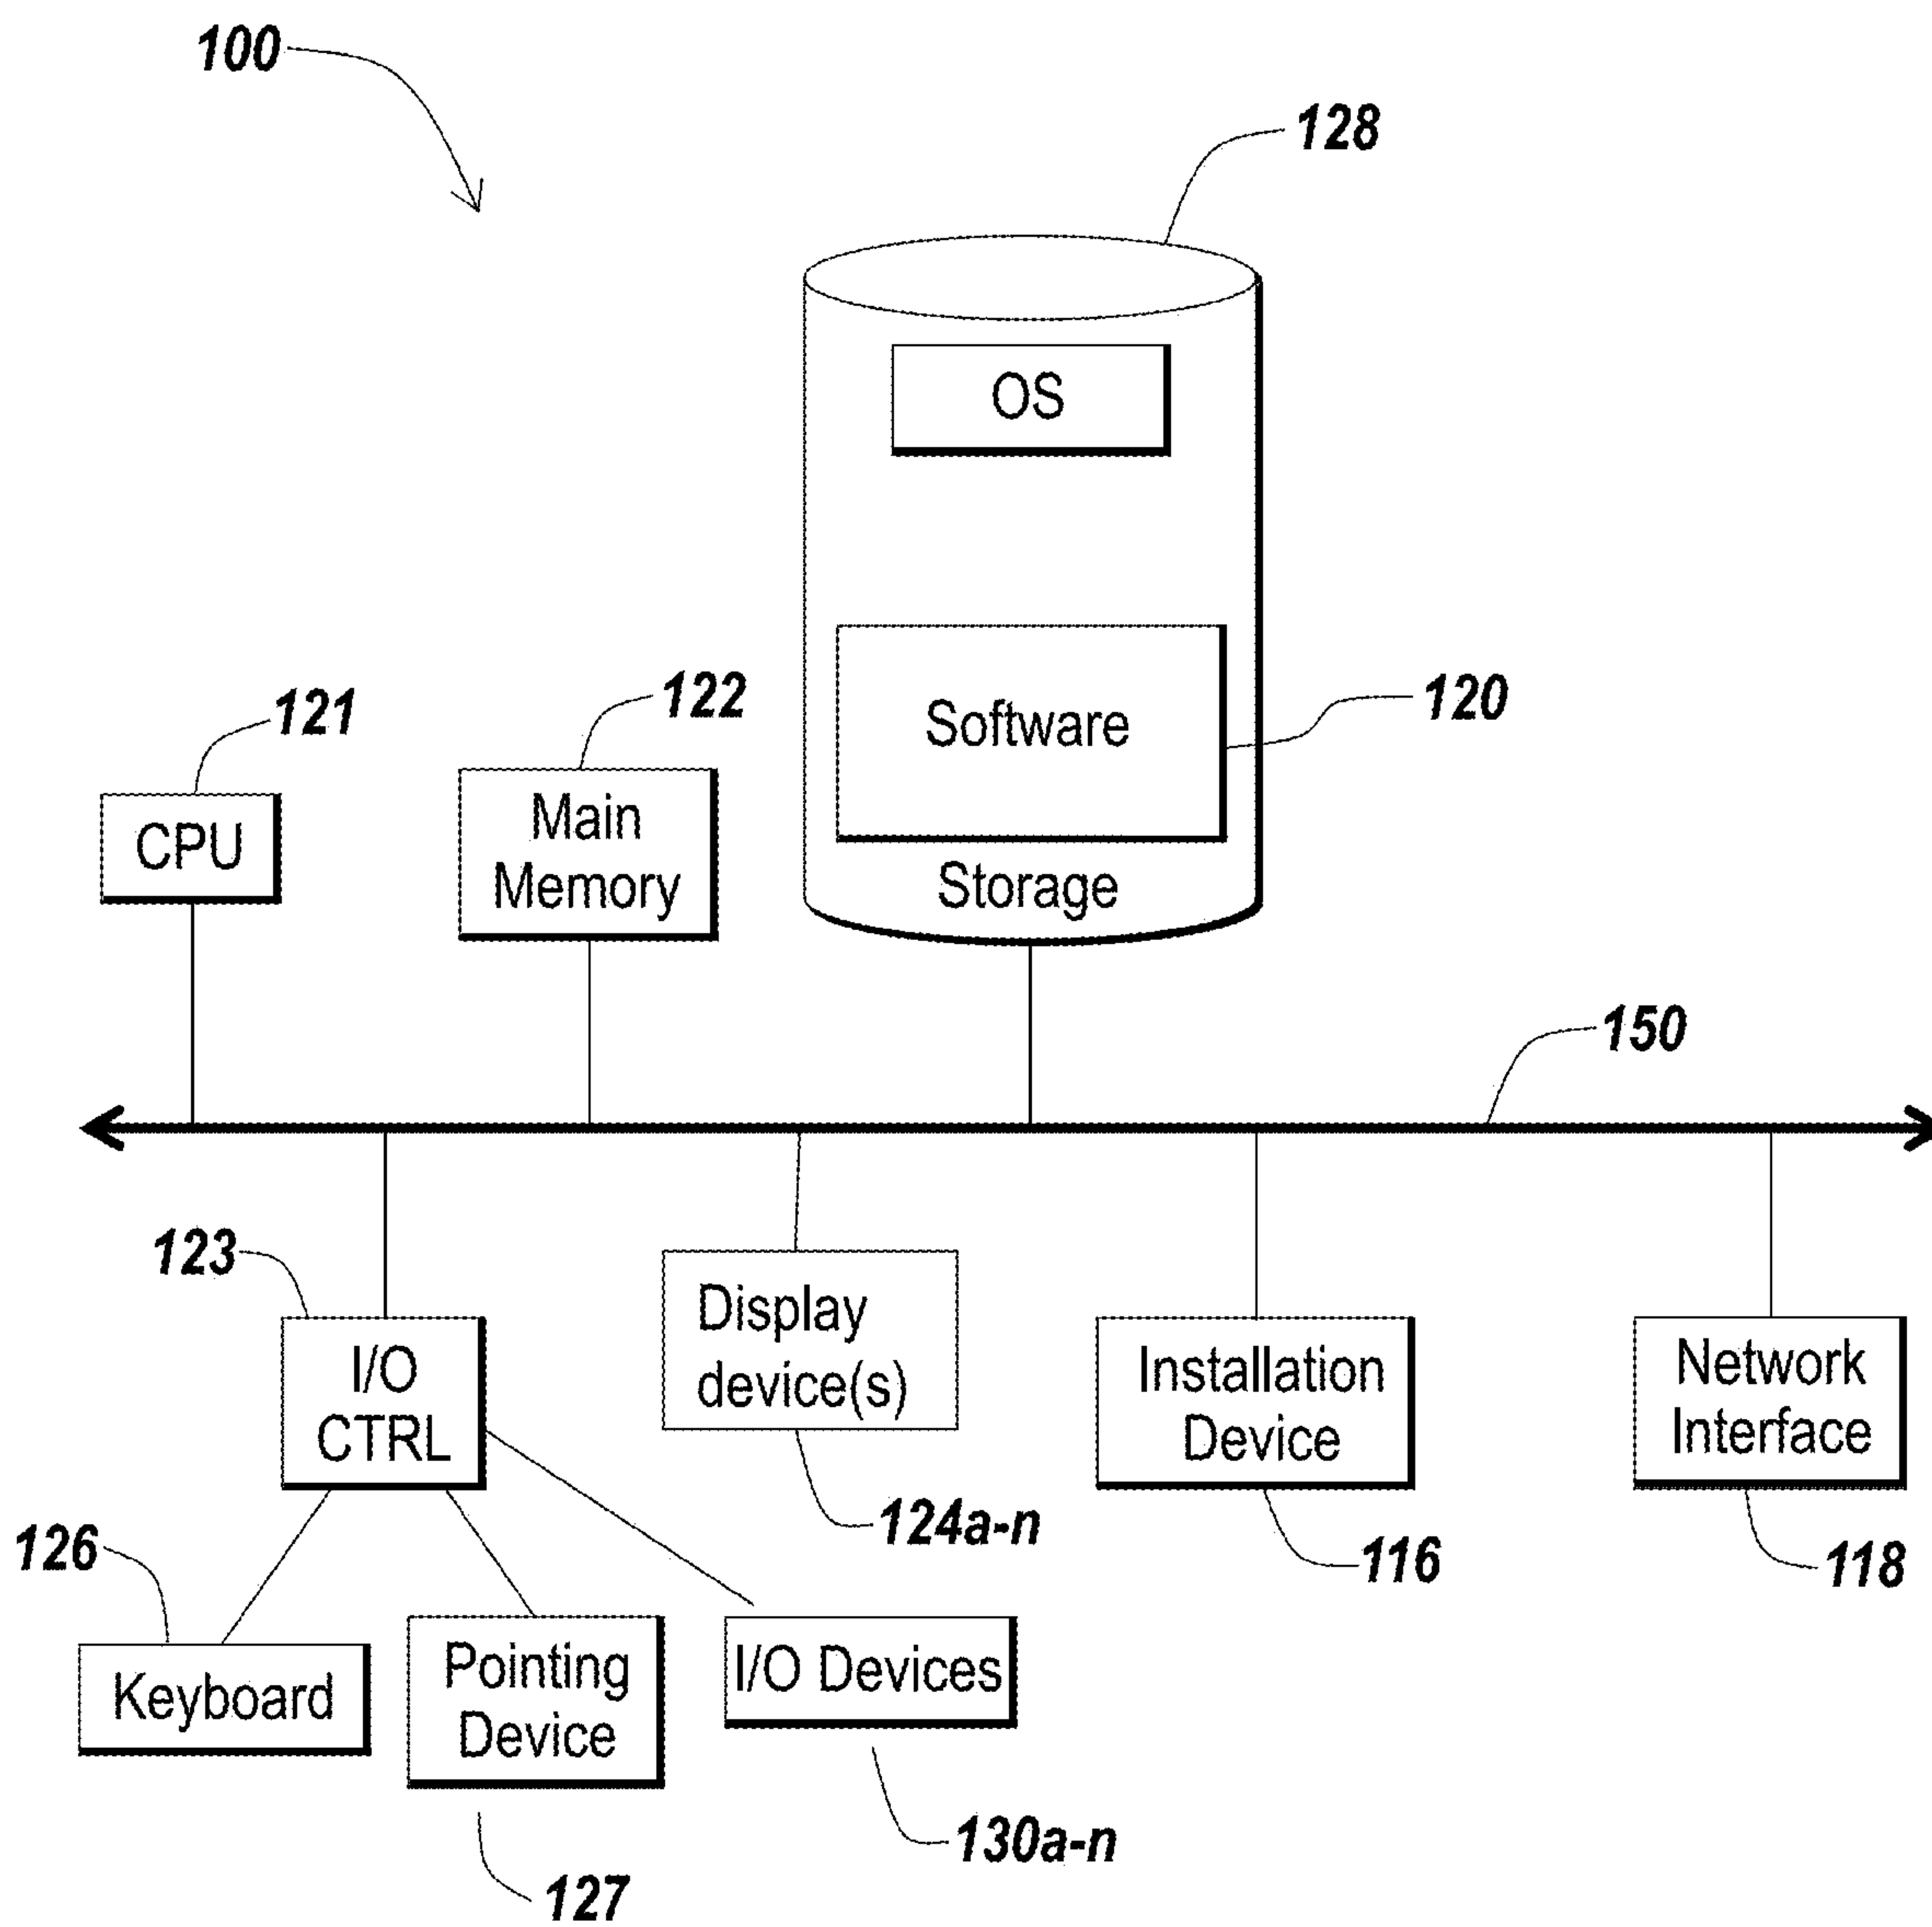 100
128
OS
121
122
120
Software
CPU
Main
Memory
Storage
150
123
I/O
CTRL
Display
device(s)
Installation
Device
Network
Interface
124a-n
116
118
126
Keyboard
Pointing
Device
I/O Devices
130a-n
127